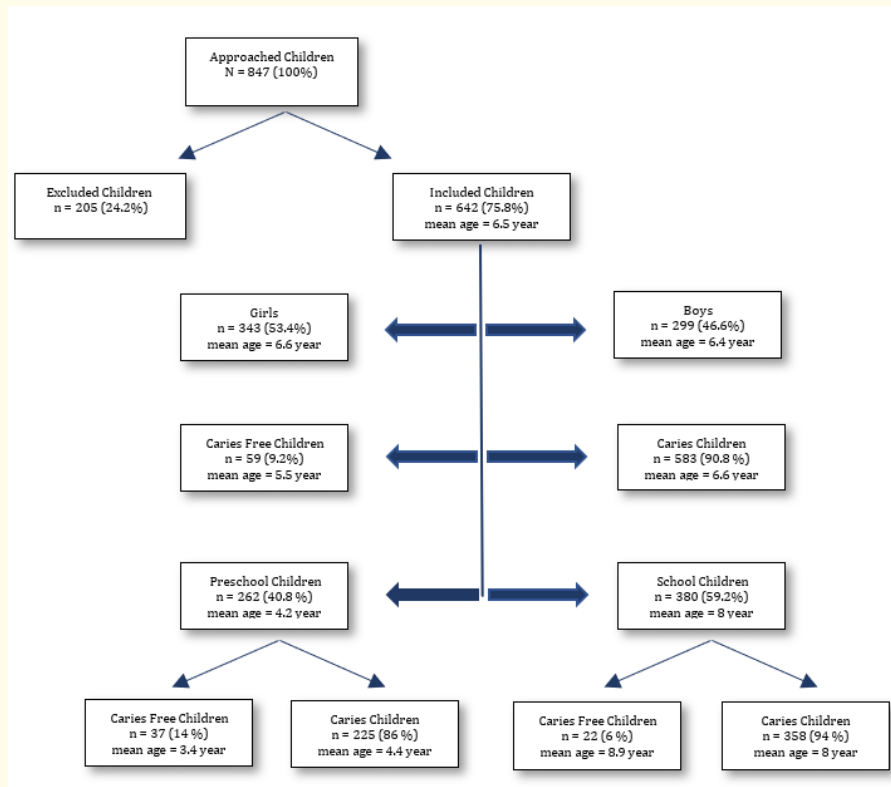 Approached Children
N = 847 (100%)
Excluded Children
n = 205 (24.2%)
Included Children
n = 642 (75.8%)
mean age = 6.5 year
Girls
n = 343 (53.4%)
mean age = 6.6 year
Boys
n = 299 (46.6%)
mean age = 6.4 year
Caries Free Children
n = 59 (9.2%)
mean age = 5.5 year
Caries Children
n = 583 (90.8 %)
mean age = 6.6 year
Preschool Children
n = 262 (40.8 %)
mean age = 4.2 year
School Children
n = 380 (59.2%)
mean age = 8 year
Caries Free Children
n = 37 (14 %)
mean age = 3.4 year
Caries Children
n = 225 (86 %)
mean age = 4.4 year
Caries Free Children
n = 22 (6 %)
mean age = 8.9 year
Caries Children
n = 358 (94 %)
mean age = 8 year